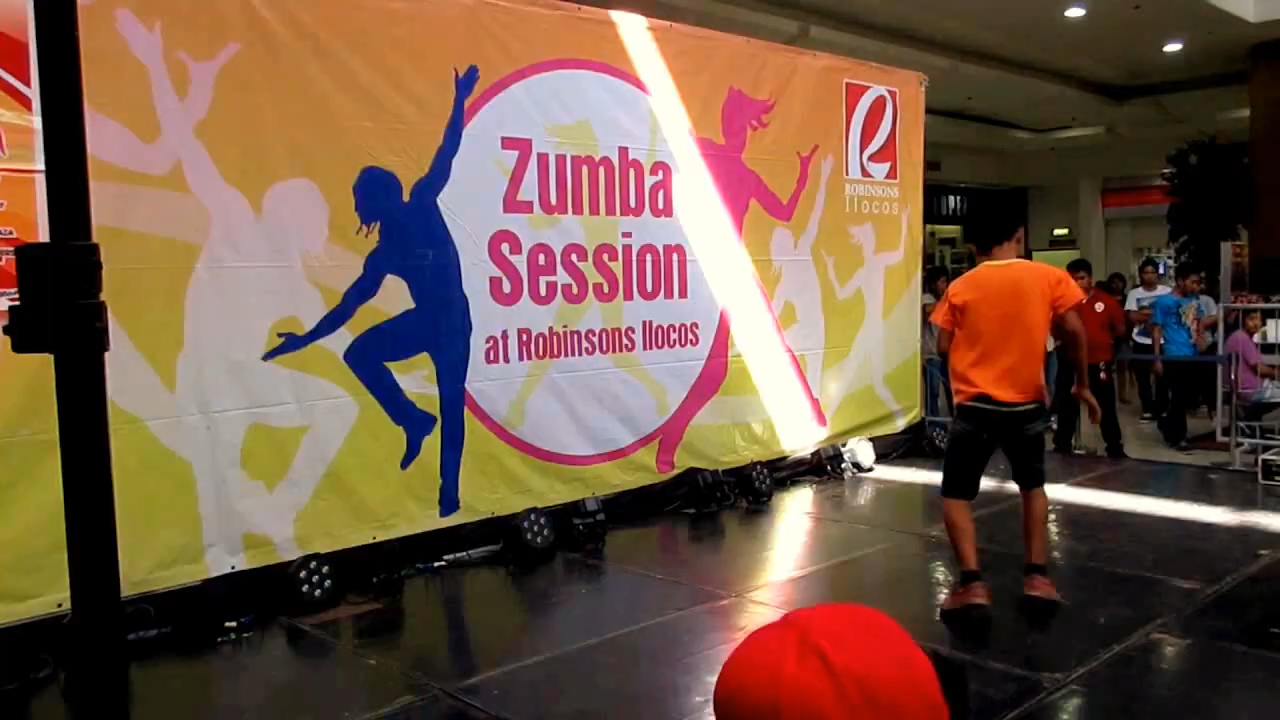 Zumba
Session
at Robinsons Ilocos
R
ROBINSONS
Ilocos